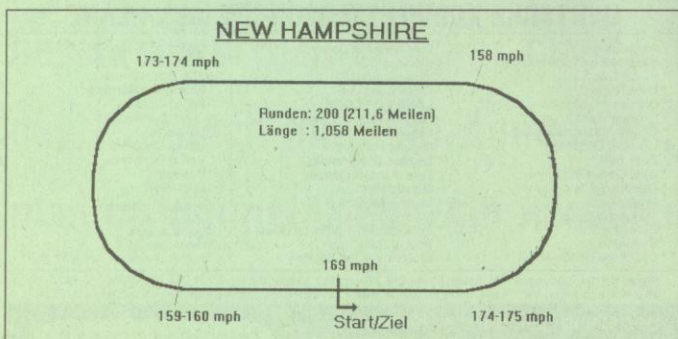 NEW HAMPSHIRE
173-174 mph
158 mph
Runden: 200 (211,6 Meilen)
Länge : 1,058 Meilen
169 mph
159-160 mph
Start/Ziel
174-175 mph